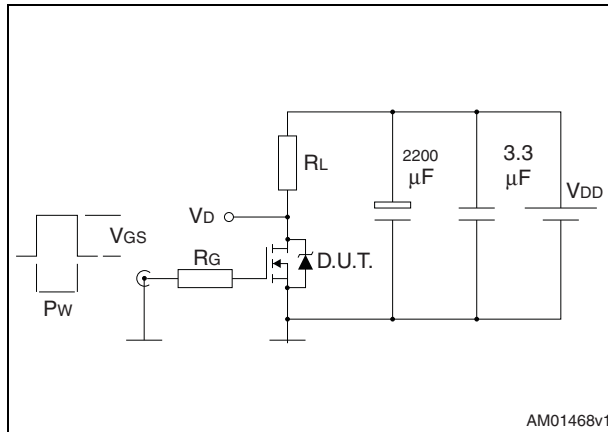 RL
2200
μF
3.3
μF
VDD
VD
VGS
RG
D.U.T.
PW
AM01468v1